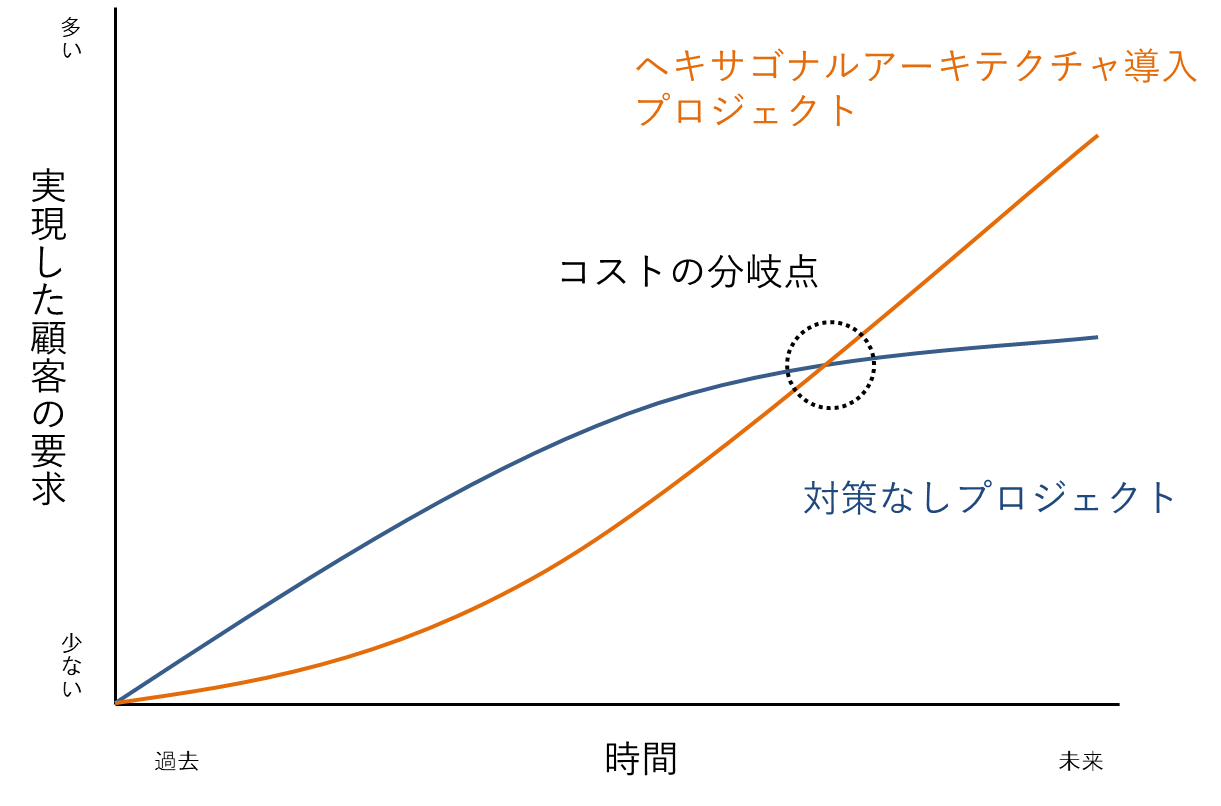 多い
ヘキサゴナルアーキテクチャ導入
プロジェクト
実現した顧客の要求
コストの分岐点
対策なしプロジェクト
少ない
過去
時間
未来